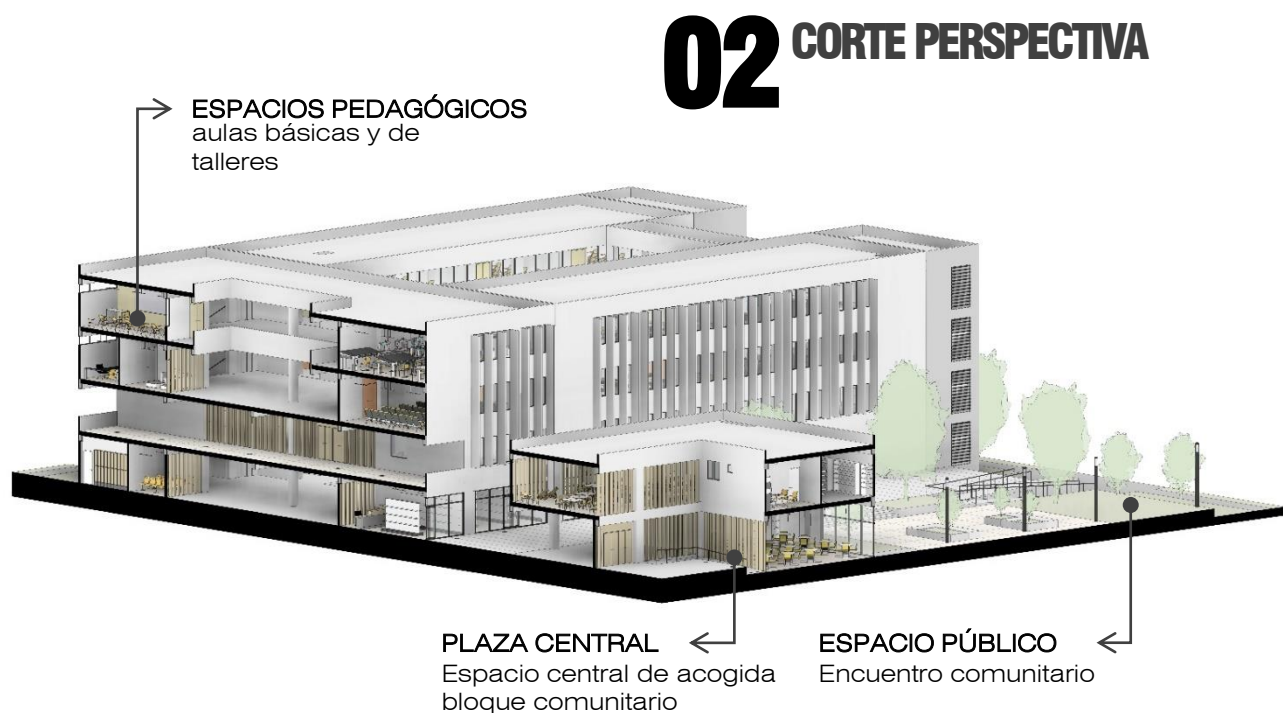 02 CORTE PERSPECTIVA
ESPACIOS PEDAGÓGICOS
aulas básicas y de
talleres
PLAZA CENTRAL
Espacio central de acogida
bloque comunitario
ESPACIO PÚBLICO
Encuentro comunitario